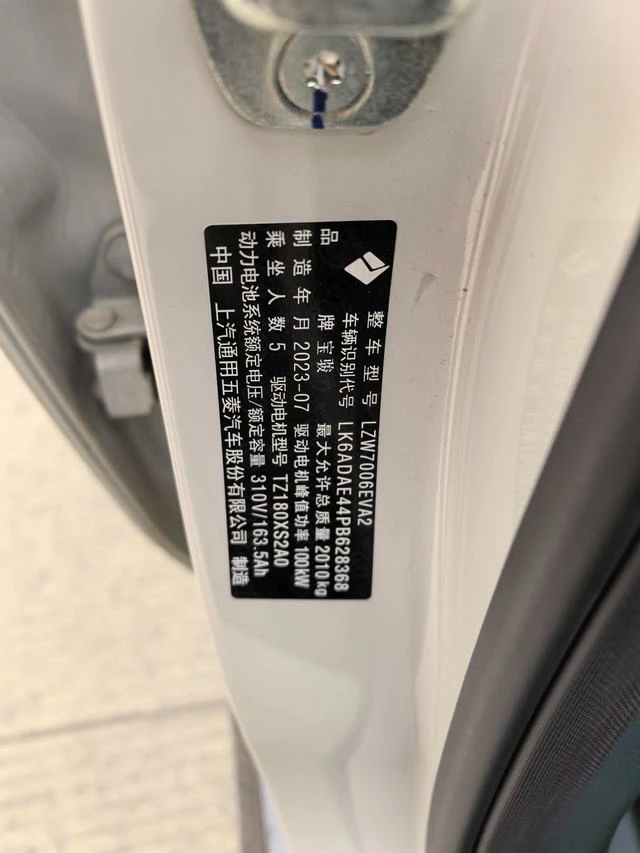 整车型号 LZW7006EVA2
车辆识别代号 LK6ADAE44PB628368
品 牌 宝骏 最大允许总质量 2010kg
制造年月 2023-07 驱动电机峰值功率 100kW
乘坐人数 5 驱动电机型号 TZ180XS2A0
动力电池系统额定电压/额定容量 310V/163.5Ah
中国 上汽通用五菱汽车股份有限公司 制造